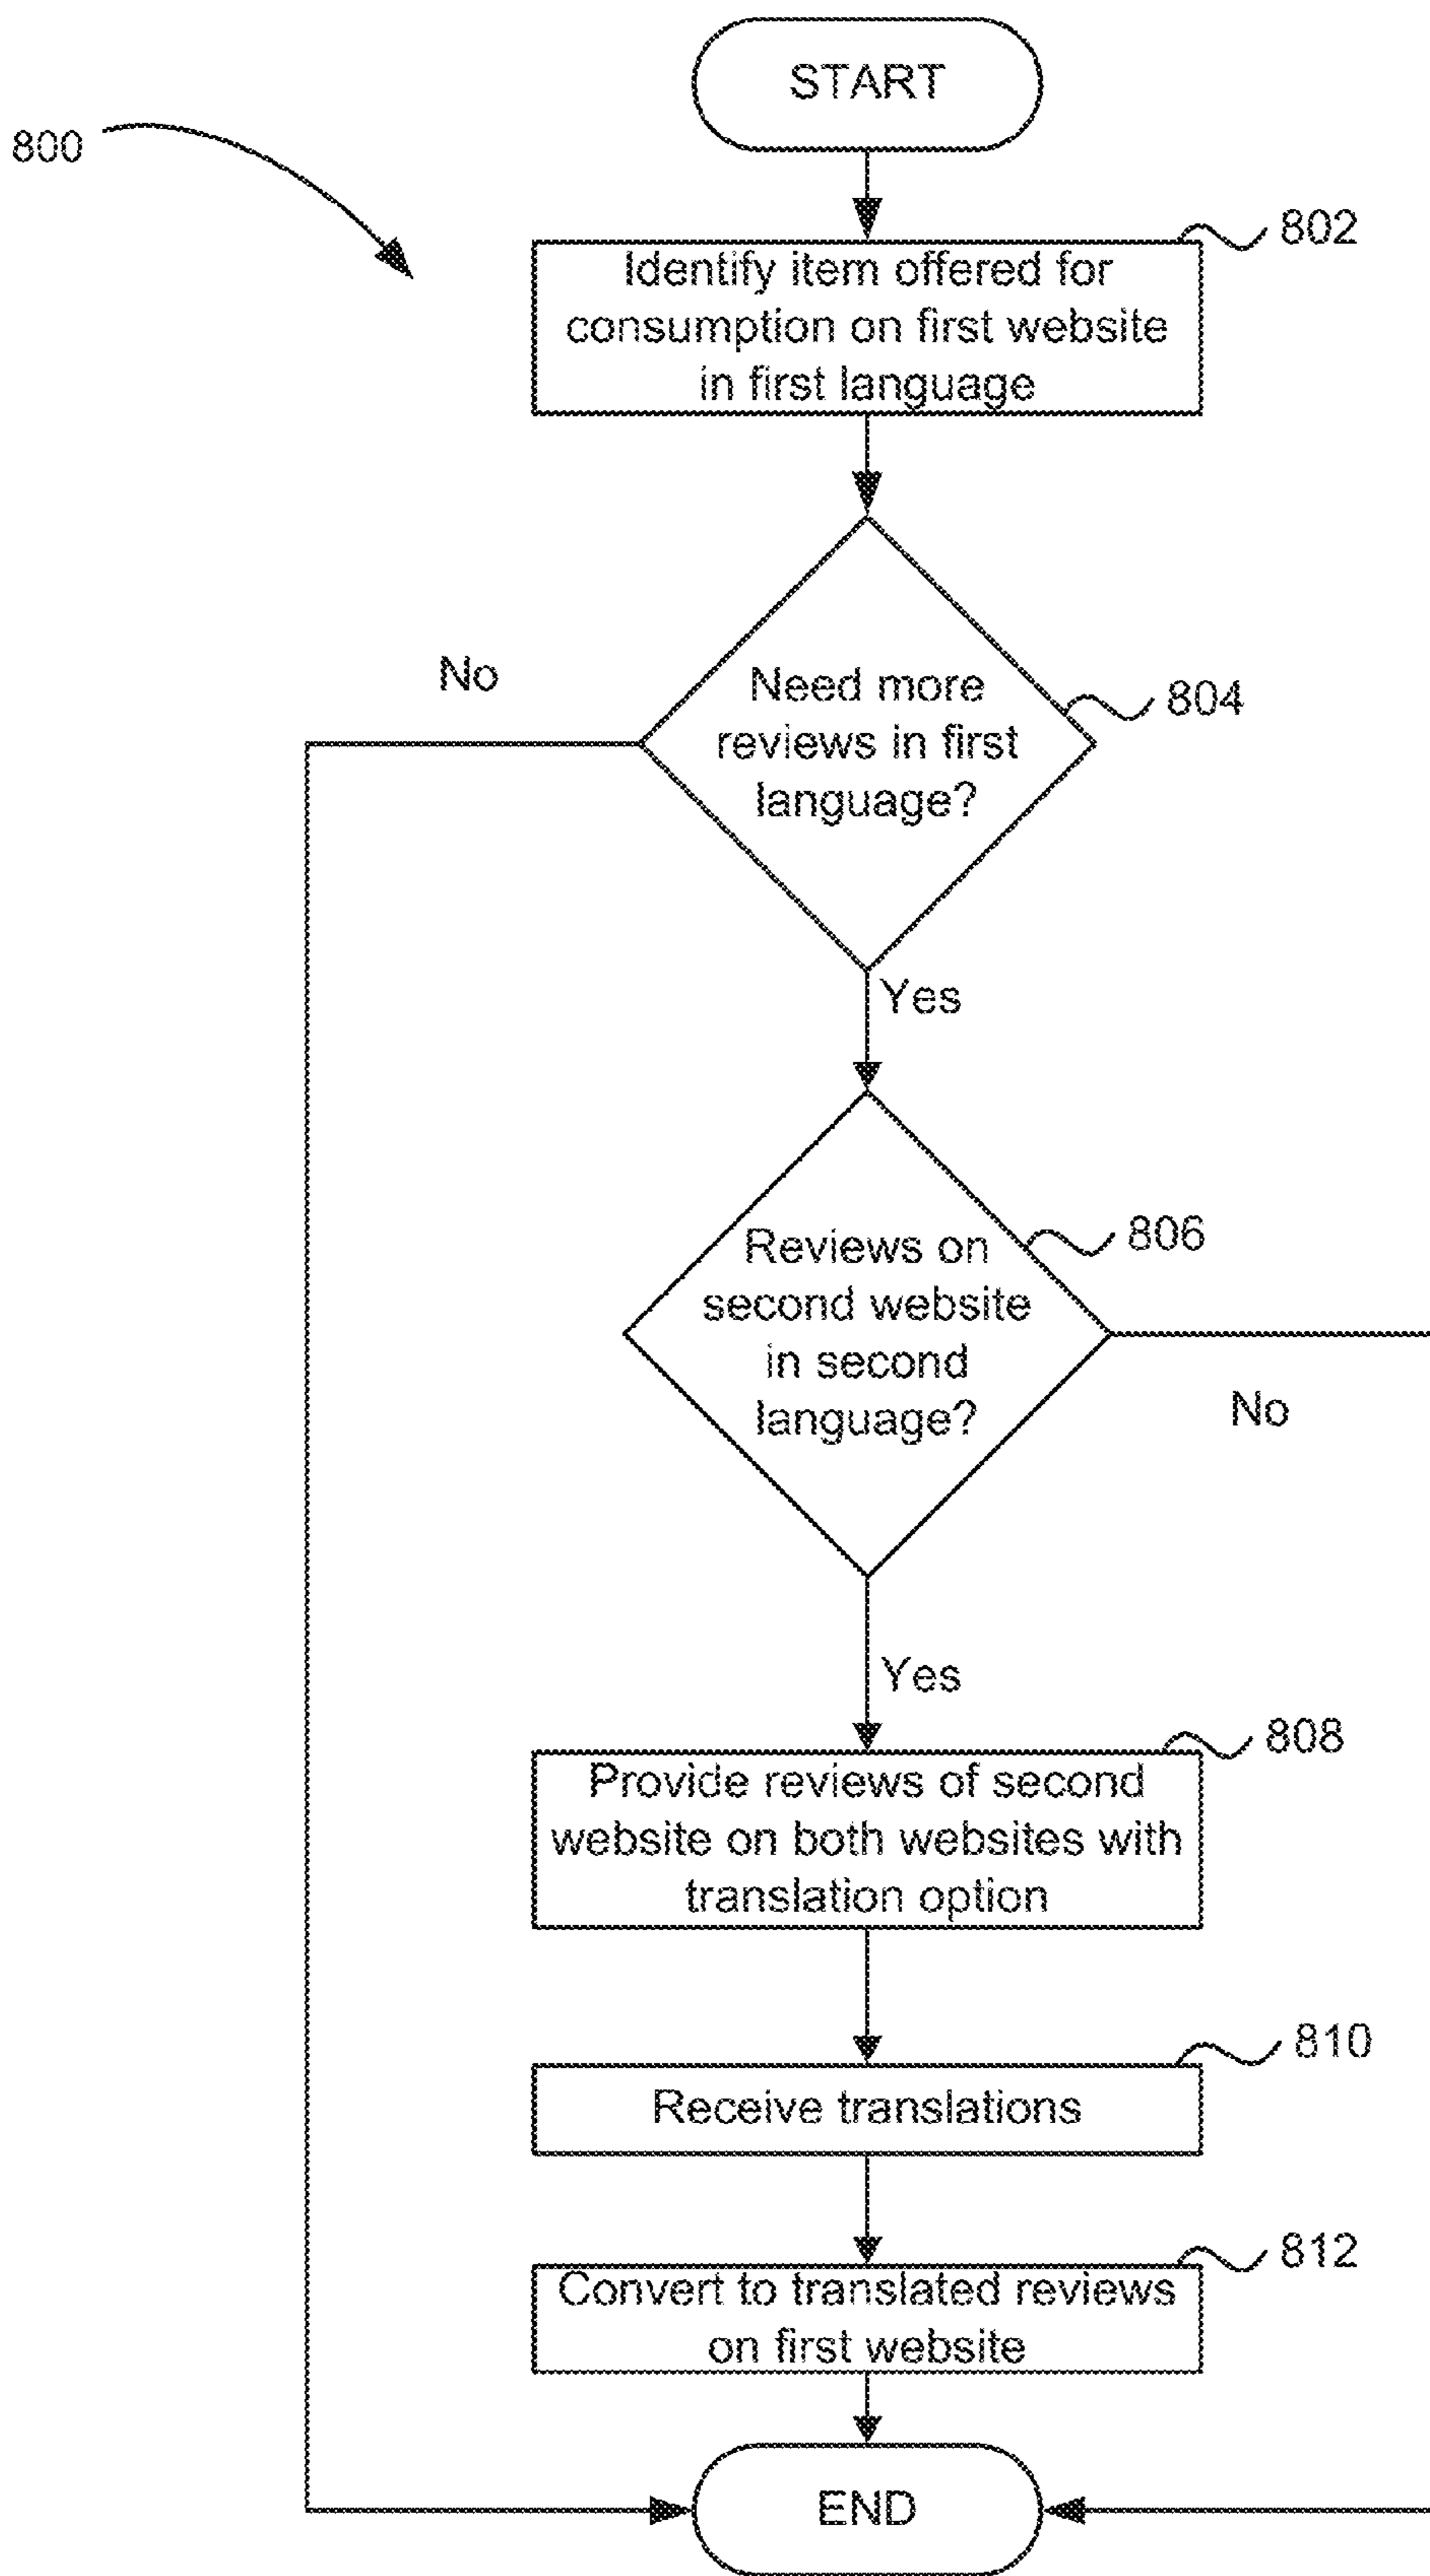 START
800
802
Identify item offered for
consumption on first website
in first language
No
Need more
reviews in first
language?
804
Yes
806
Reviews on
second website
in second
language?
No
Yes
808
Provide reviews of second
website on both websites with
translation option
810
Receive translations
812
Convert to translated reviews
on first website
END